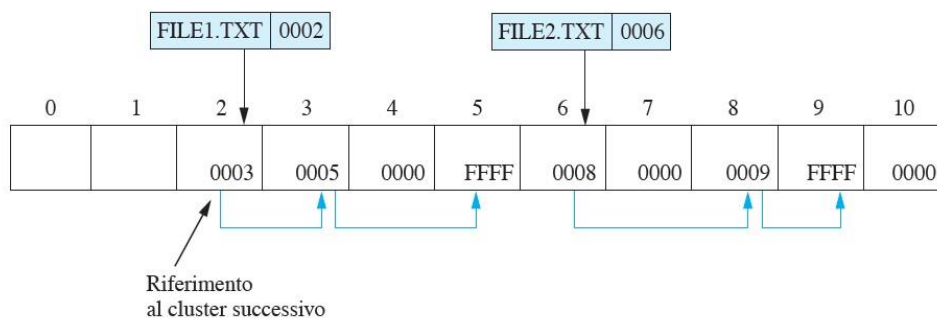 FILE1.TXT 0002 FILE2.TXT 0006
0 1 2 3 4 5 6 7 8 9 10
0003 0005 0000 FFFF 0008 0000 0009 FFFF 0000
Riferimento
al cluster successivo